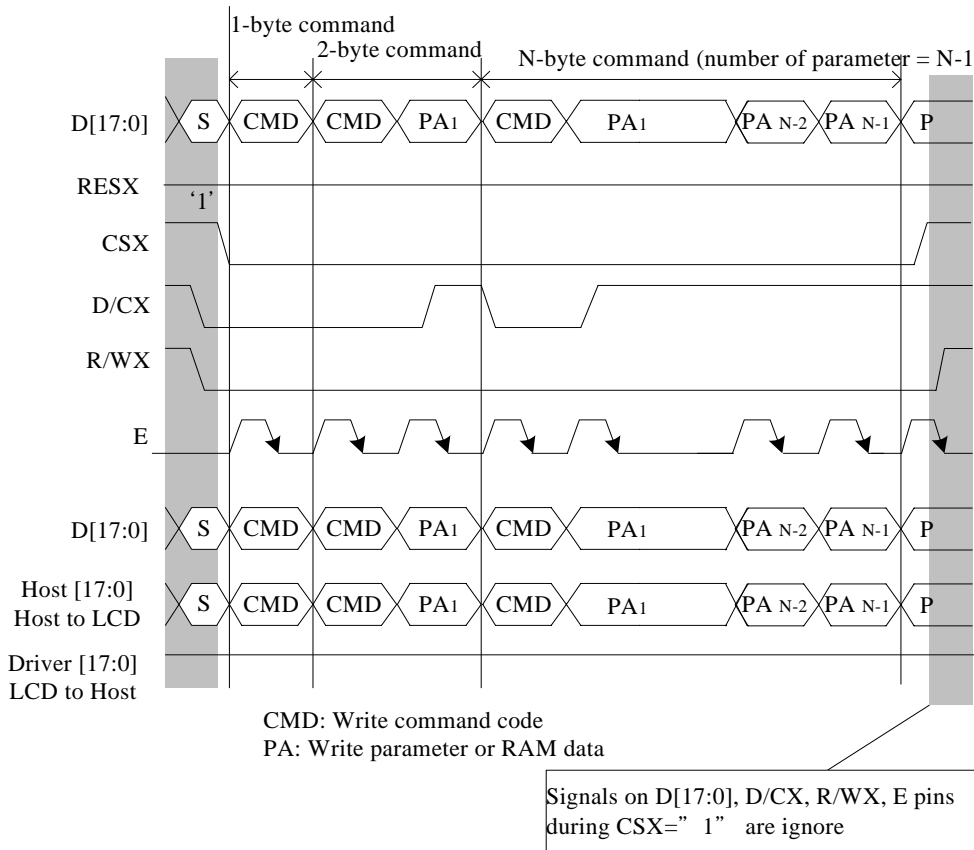 1-byte command
2-byte command
N-byte command (number of parameter = N-1
D[17:0] S CMD CMD PA1 CMD PA1 PA N-2 PA N-1 P
RESX
‘1’
CSX
D/CX
R/WX
E
D[17:0] S CMD CMD PA1 CMD PA1 PA N-2 PA N-1 P
Host [17:0]
Host to LCD
S CMD CMD PA1 CMD PA1 PA N-2 PA N-1 P
Driver [17:0]
LCD to Host
CMD: Write command code
PA: Write parameter or RAM data
Signals on D[17:0], D/CX, R/WX, E pins
during CSX=” 1” are ignore